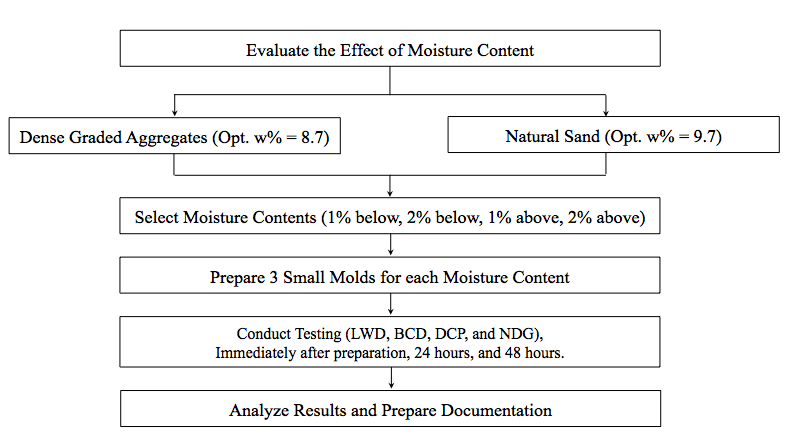 Evaluate the Effect of Moisture Content
Dense Graded Aggregates (Opt. w% = 8.7)
Natural Sand (Opt. w% = 9.7)
Select Moisture Contents (1% below, 2% below, 1% above, 2% above)
Prepare 3 Small Molds for each Moisture Content
Conduct Testing (LWD, BCD, DCP, and NDG),
Immediately after preparation, 24 hours, and 48 hours.
Analyze Results and Prepare Documentation